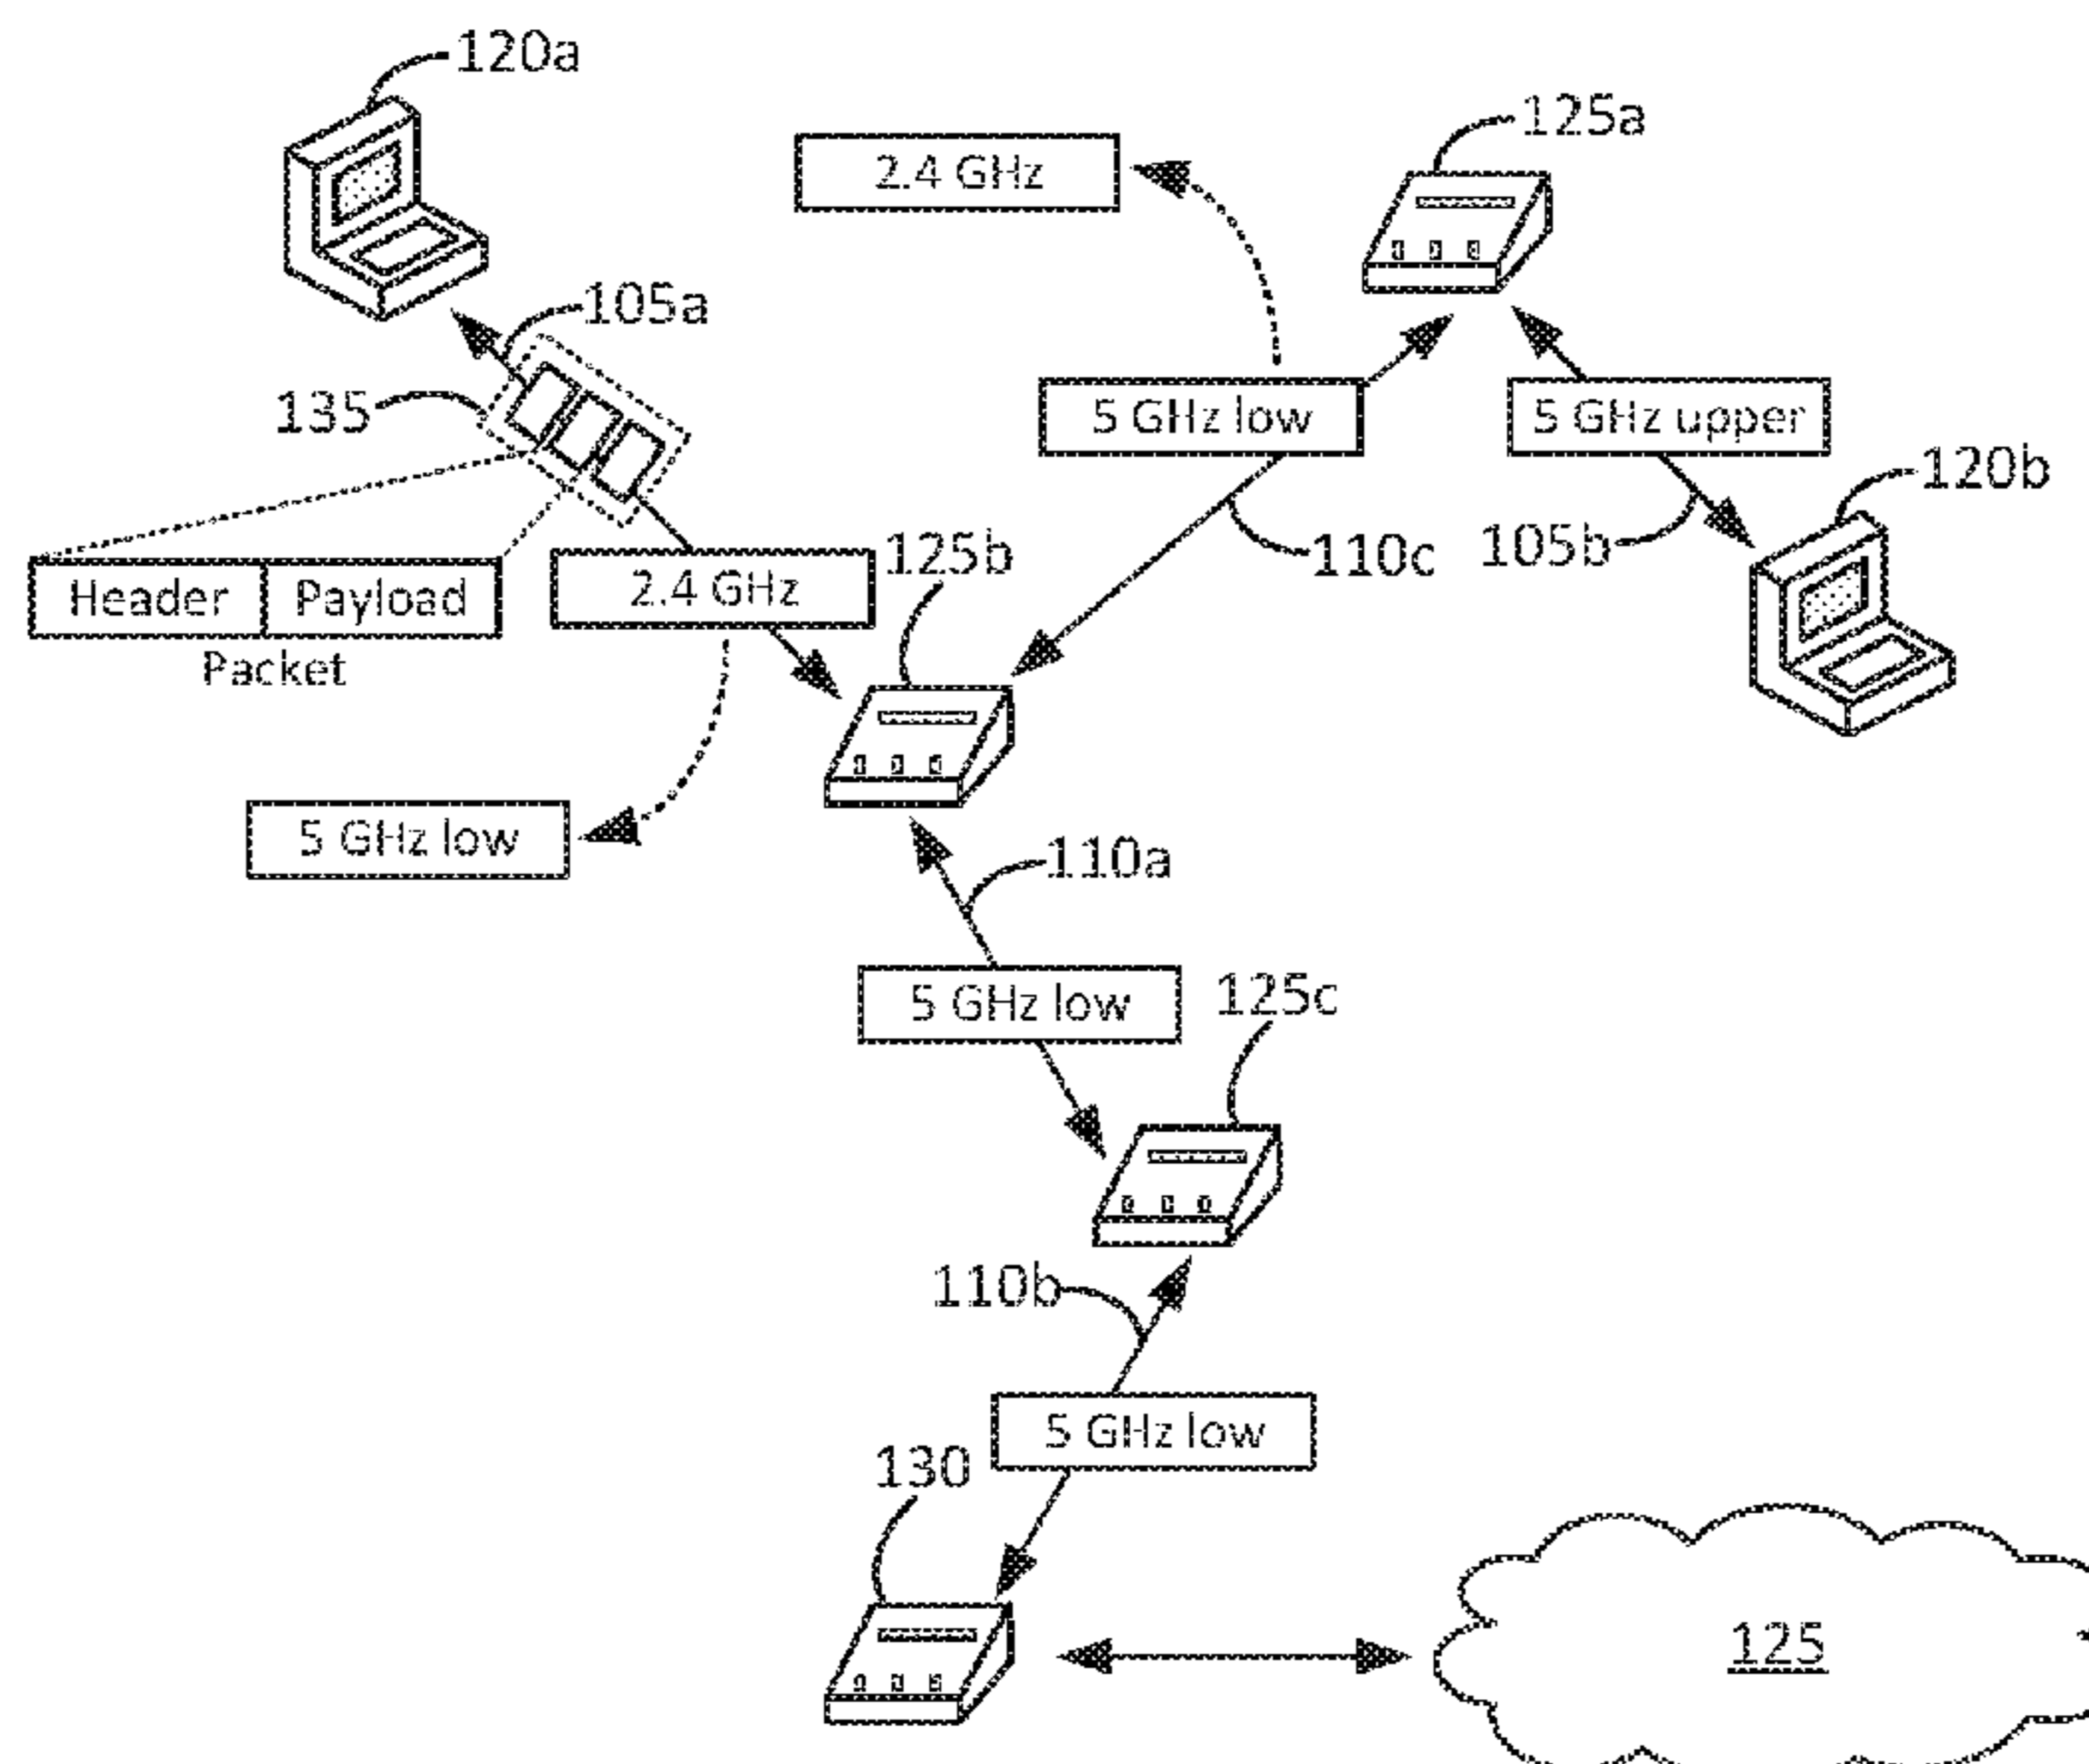 120a
125a
2.4 GHz
105a
135
5 GHz low
5 GHz upper
120b
125b
110c
105b
Header
Payload
2.4 GHz
Packet
5 GHz low
110a
5 GHz low
125c
110b
5 GHz low
130
125